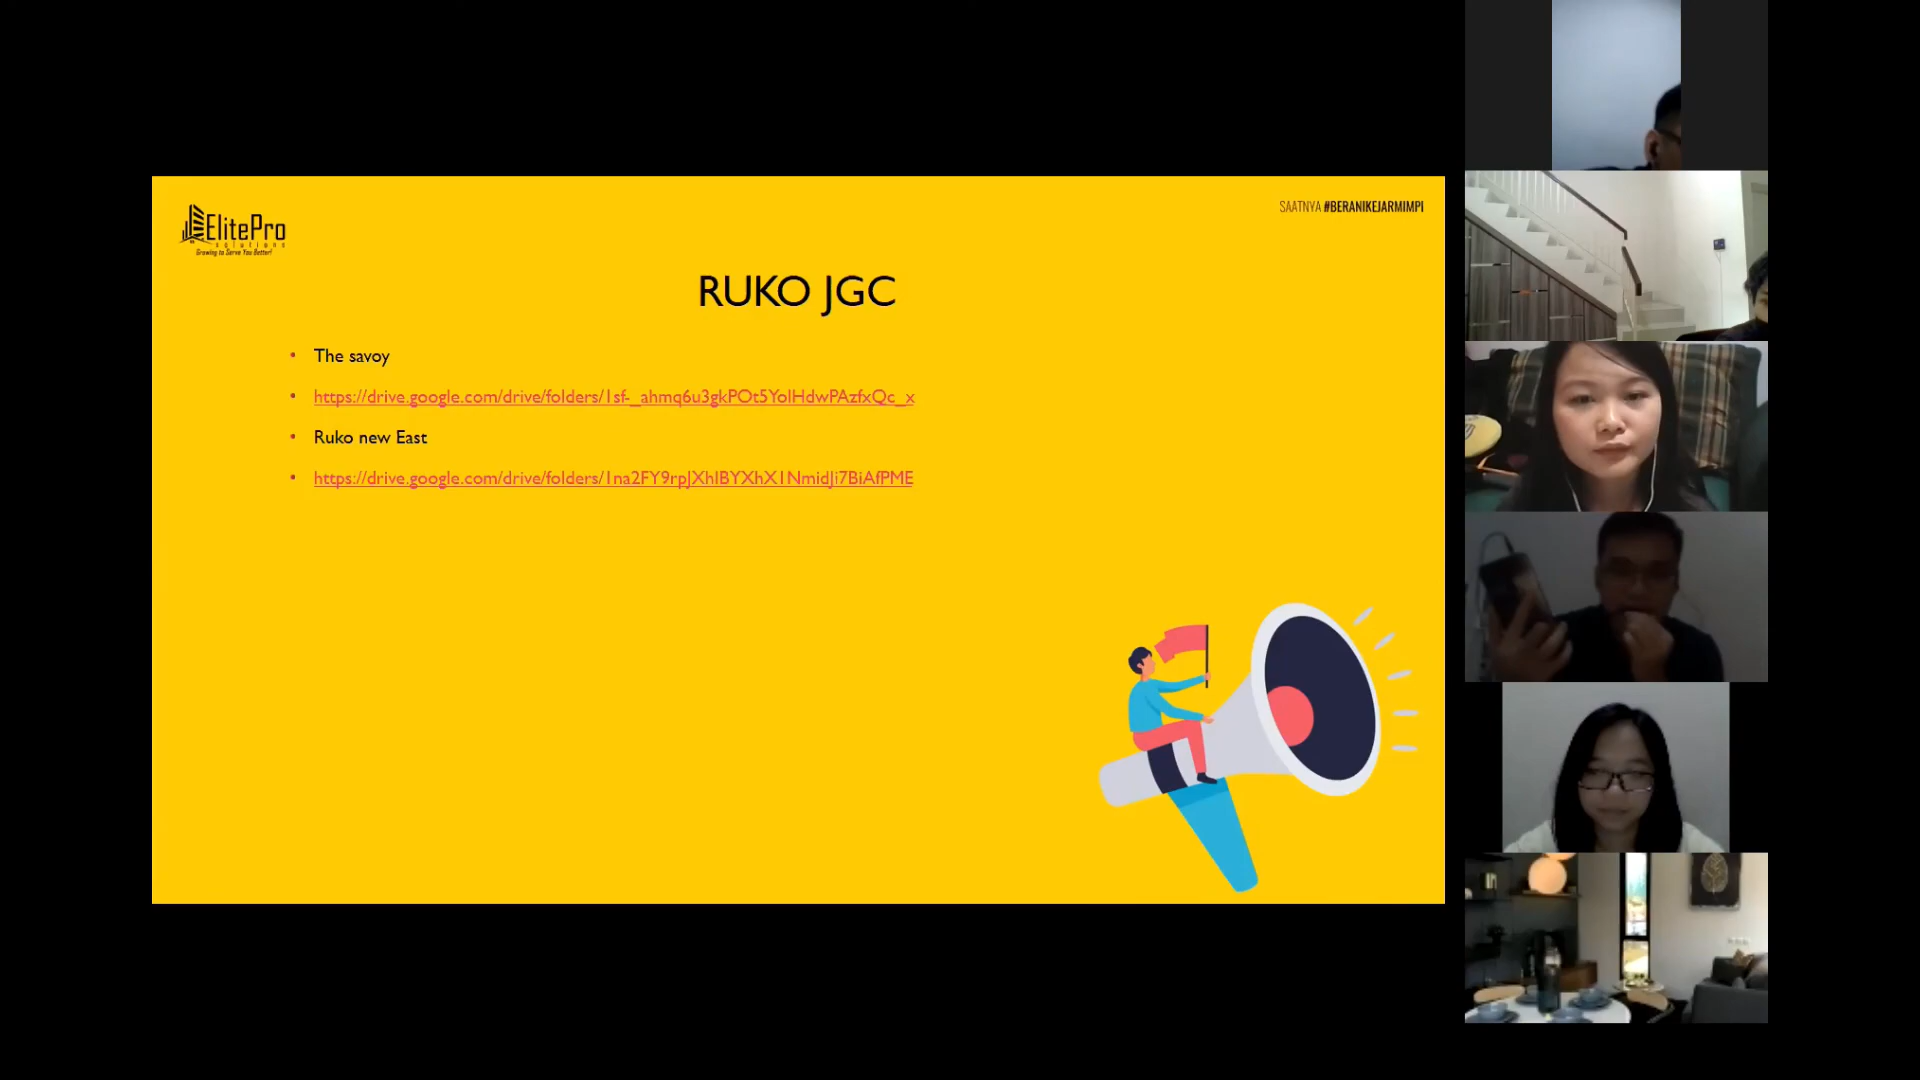 ElitePro
solutions
Growing to Serve You Better!
SAATNYA #BERANIKEJARMIMPI
RUKO JGC
• The savoy
• https://drive.google.com/drive/folders/1sf-_ahmq6u3gkPOt5YolHdwPAzfxQc_x
• Ruko new East
• https://drive.google.com/drive/folders/1na2FY9rpJXhIBYXhX1NmidJi7BiAfPME